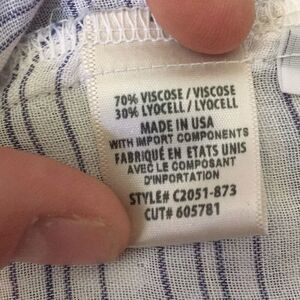 70% VISCOSE / VISCOSE
30% LYOCELL / LYOCELL
MADE IN USA
WITH IMPORT COMPONENTS
FABRIQUÉ EN ETATS UNIS
AVEC LE COMPOSANT
D'INPORTATION
STYLE# C2051-873
CUT# 605781